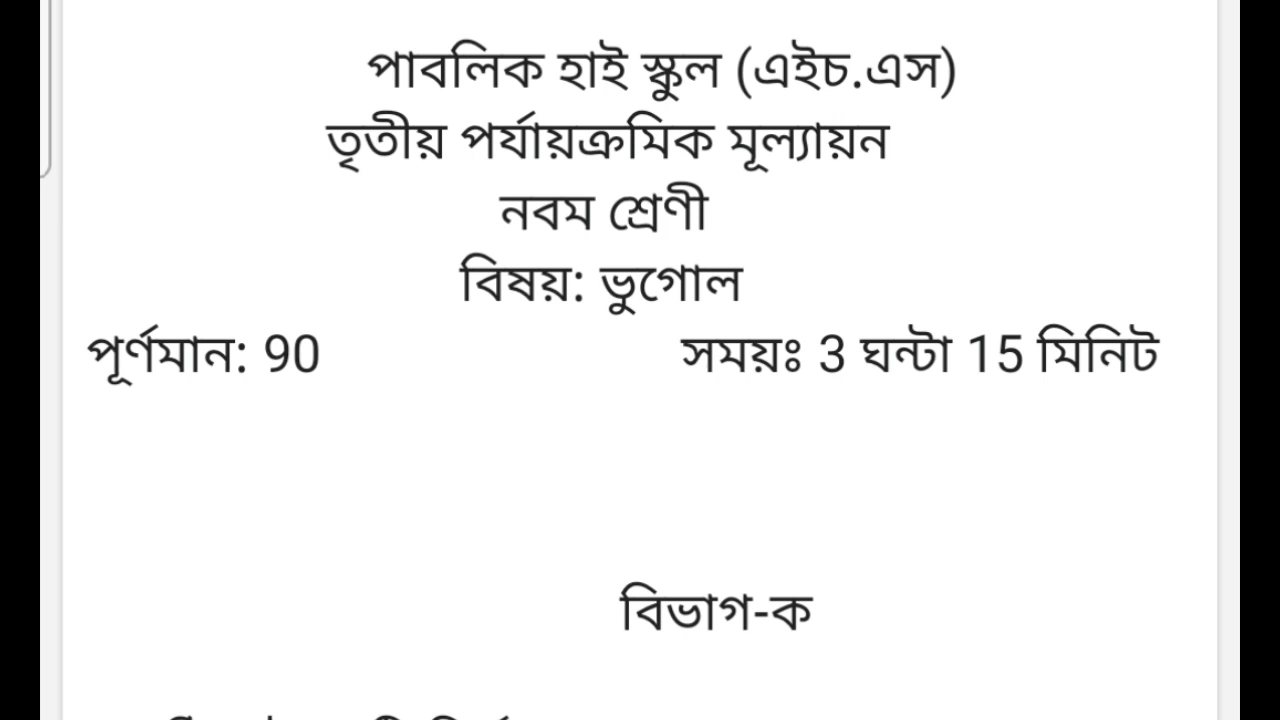 পাবলিক হাই স্কুল (এইচ.এস)
তৃতীয় পর্যায়ক্রমিক মূল্যায়ন
নবম শ্রেণী
বিষয়: ভুগোল
পূর্ণমান: 90 সময়ঃ 3 ঘন্টা 15 মিনিট
বিভাগ-ক